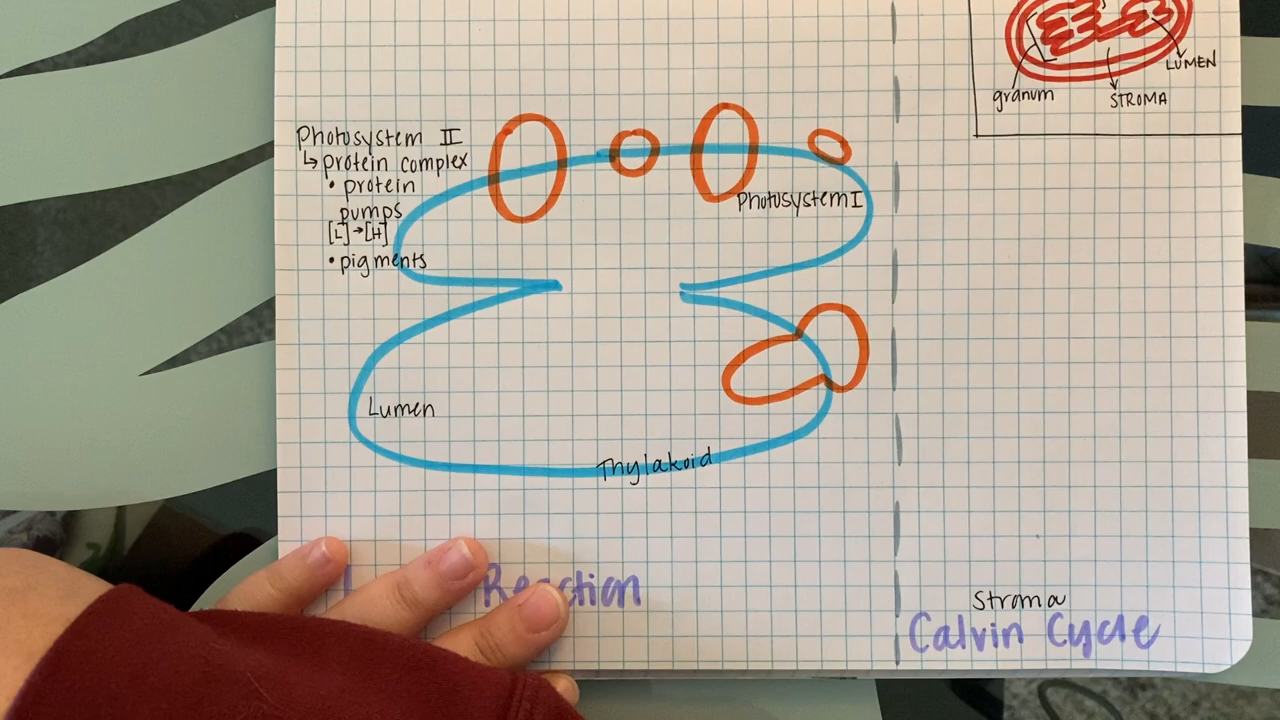 LUMEN
granum
STROMA
Photosystem II
↳ protein complex
• protein
pumps
[L]→[H]
• pigments
Photosystem I
Lumen
Thylakoid
Reaction
Stroma
Calvin Cycle